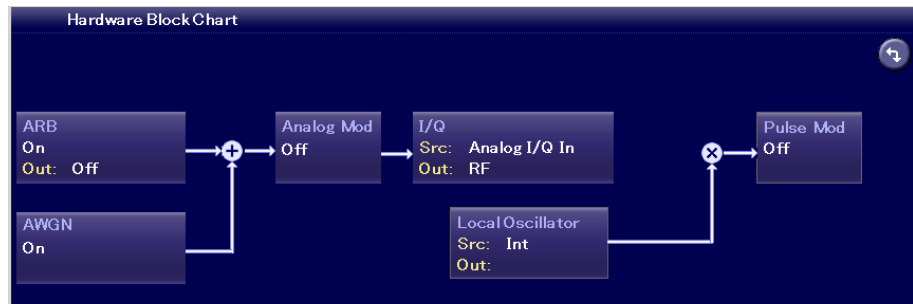 Hardware Block Chart
ARB
On
Out: Off
Analog Mod
Off
I/Q
Src: Analog I/Q In
Out: RF
Pulse Mod
Off
AWGN
On
Local Oscillator
Src: Int
Out: